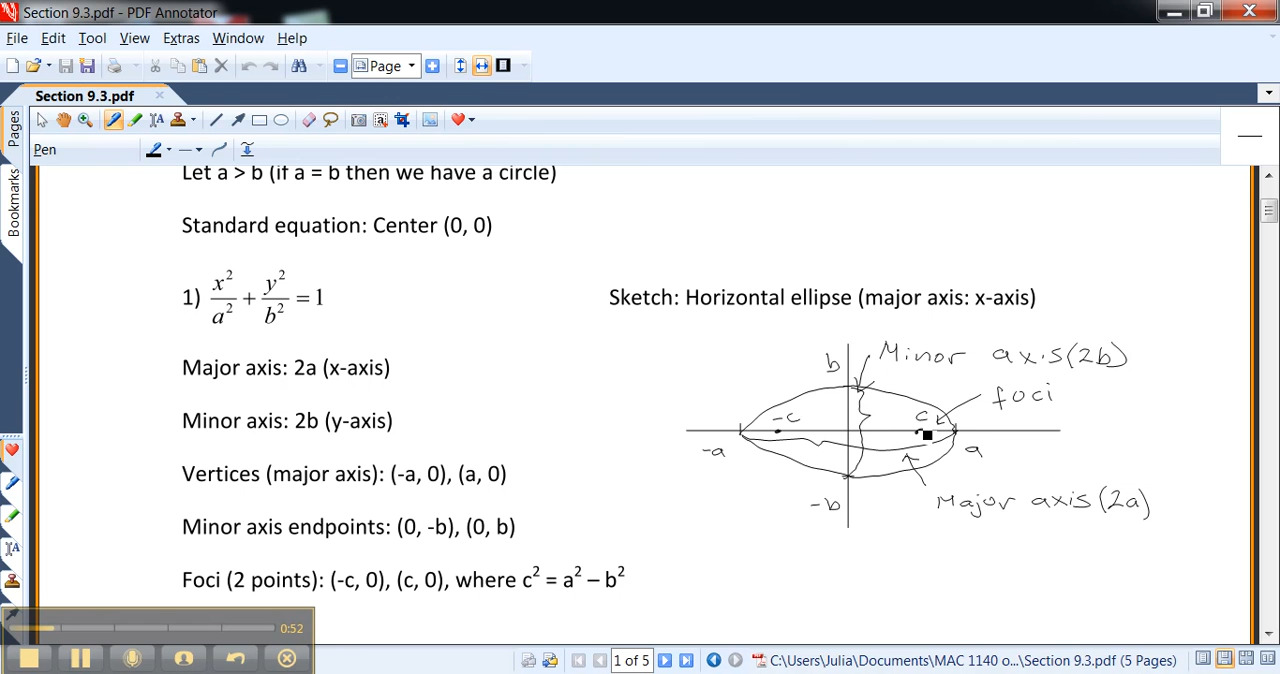 Section 9.3.pdf - PDF Annotator
File Edit Tool View Extras Window Help
Page
Section 9.3.pdf
Pages
Bookmarks
Pen
Let a > b (if a = b then we have a circle)
Standard equation: Center (0, 0)
1) x²/a² + y²/b² = 1
Sketch: Horizontal ellipse (major axis: x-axis)
b Minor axis(2b)
foci
-c c
-a a
-b Major axis (2a)
Major axis: 2a (x-axis)
Minor axis: 2b (y-axis)
Vertices (major axis): (-a, 0), (a, 0)
Minor axis endpoints: (0, -b), (0, b)
Foci (2 points): (-c, 0), (c, 0), where c² = a² – b²
0:52
1 of 5
C:\Users\Julia\Documents\MAC 1140 o...\Section 9.3.pdf (5 Pages)